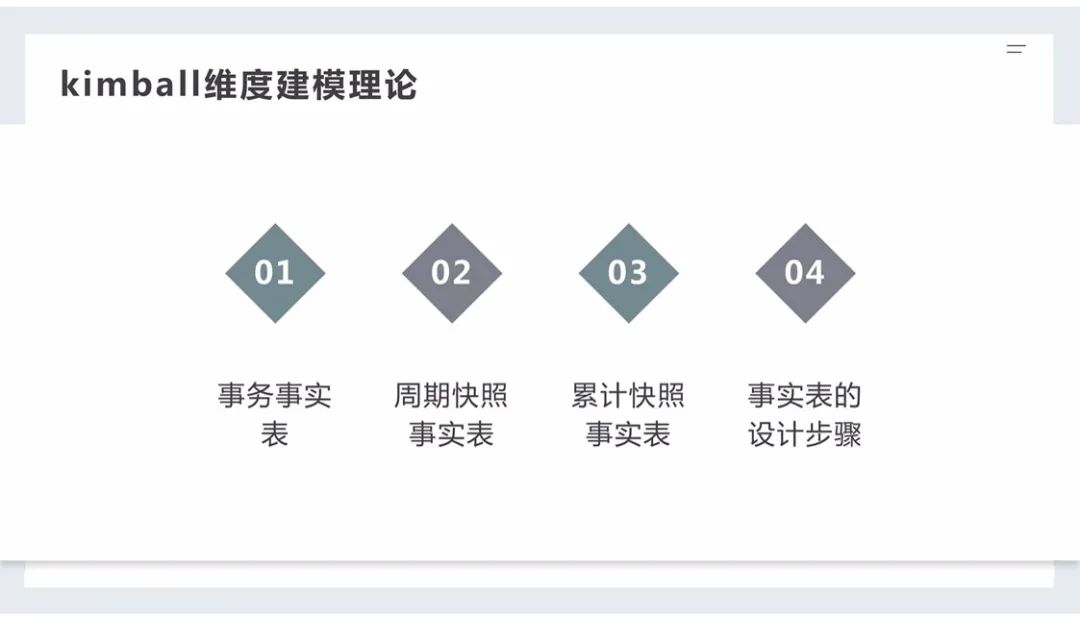 kimball维度建模理论
01
02
03
04
事务事实
表
周期快照
事实表
累计快照
事实表
事实表的
设计步骤